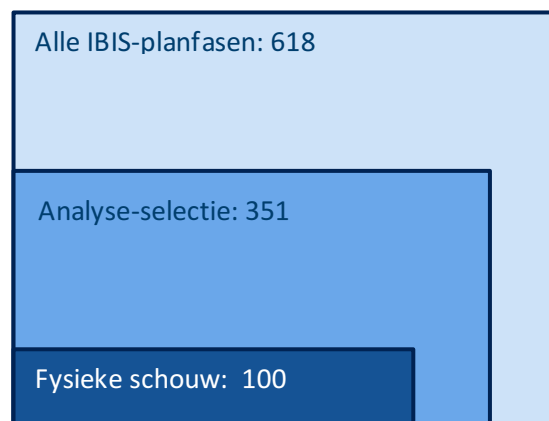 Alle IBIS-planfasen: 618
Analyse-selectie: 351
Fysieke schouw:  100